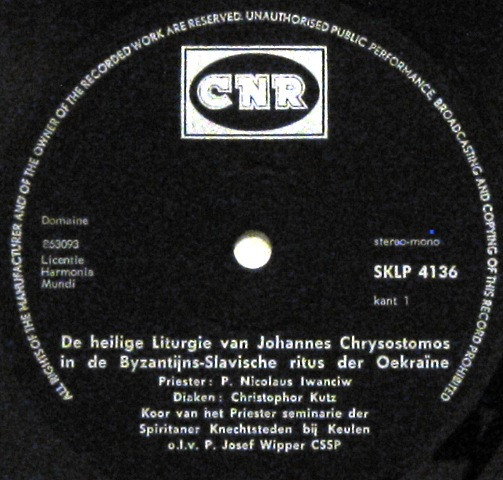 ALL RIGHTS OF THE MANUFACTURER AND OF THE OWNER OF THE RECORDED WORK ARE RESERVED. UNAUTHORISED PUBLIC PERFORMANCE, BROADCASTING AND COPYING OF THIS RECORD PROHIBITED
CNR
Domaine
853093
Licentie
Harmonia
Mundi
stereo-mono
SKLP 4136
kant 1
De heilige Liturgie van Johannes Chrysostomos
in de Byzantijns-Slavische ritus der Oekraïne
Priester: P. Nicolaus Iwanciw
Diaken: Christophor Kutz
Koor van het Priester seminarie der
Spiritaner Knechtsteden bij Keulen
o.l.v. P. Josef Wipper CSSP